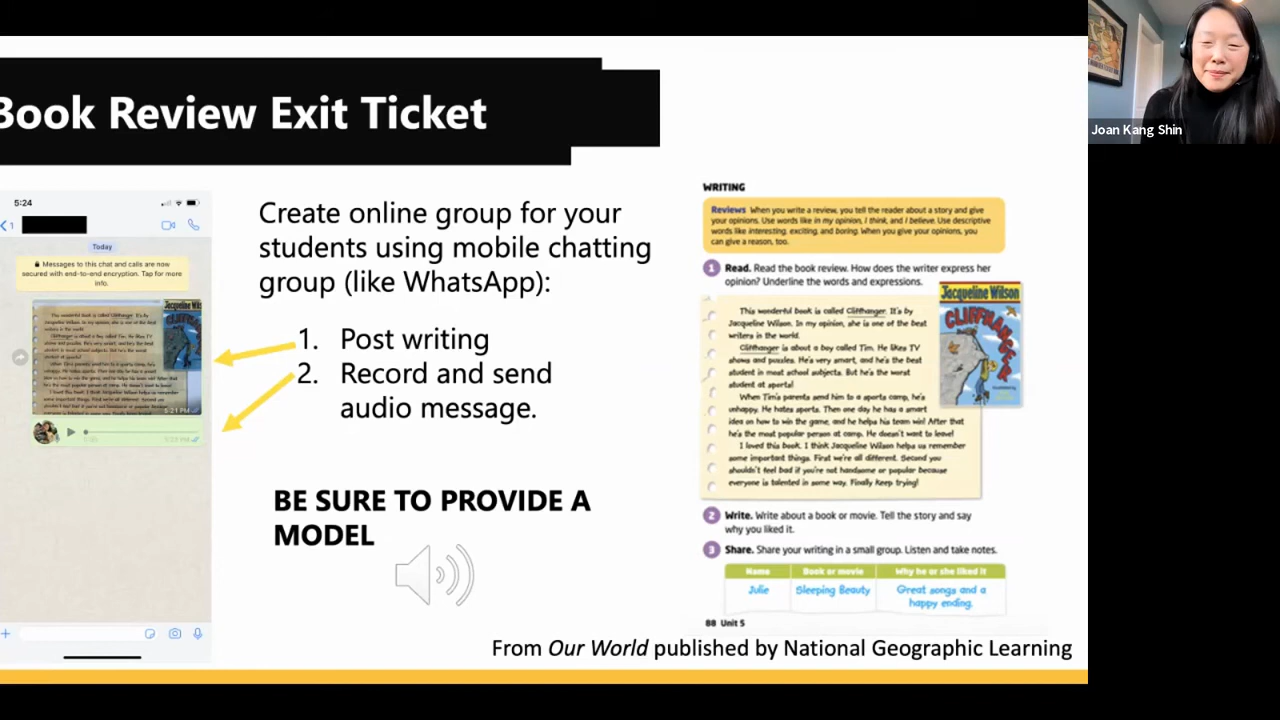 Book Review Exit Ticket
5:24
1
Today
Messages to this chat and calls are now
secured with end-to-end encryption. Tap for more
info.
Create online group for your
students using mobile chatting
group (like WhatsApp):
1. Post writing
2. Record and send
audio message.
BE SURE TO PROVIDE A
MODEL
WRITING
Reviews When you write a review, you tell the reader about a story and give
your opinions. Use words like in my opinion, I think, and I believe. Use descriptive
words like interesting, exciting, and boring. When you give your opinions, you
can give a reason, too.
1 Read. Read the book review. How does the writer express her
opinion? Underline the words and expressions.
This wonderful book is called Cliffhanger. It's by
Jacqueline Wilson. In my opinion, she is one of the best
writers in the world.
Cliffhanger is about a boy called Tim. He likes TV
shows and puzzles. He's very smart, and he's the best
student in most school subjects. But he's the worst
student at sports!
When Tim's parents send him to a sports camp, he's
unhappy. He hates sports. Then one day he has a smart
idea on how to win the game, and he helps his team win! After that
he's the most popular person at camp. He doesn't want to leave!
I loved this book. I think Jacqueline Wilson helps us remember
some important things. First we're all different. Second you
shouldn't feel bad if you're not handsome or popular because
everyone is talented in some way. Finally keep trying!
Jacqueline Wilson
CLIFFHANGER
2 Write. Write about a book or movie. Tell the story and say
why you liked it.
3 Share. Share your writing in a small group. Listen and take notes.
Name Book or movie Why he or she liked it
Julie Sleeping Beauty Great songs and a
happy ending.
88 Unit 5
From Our World published by National Geographic Learning
Joan Kang Shin